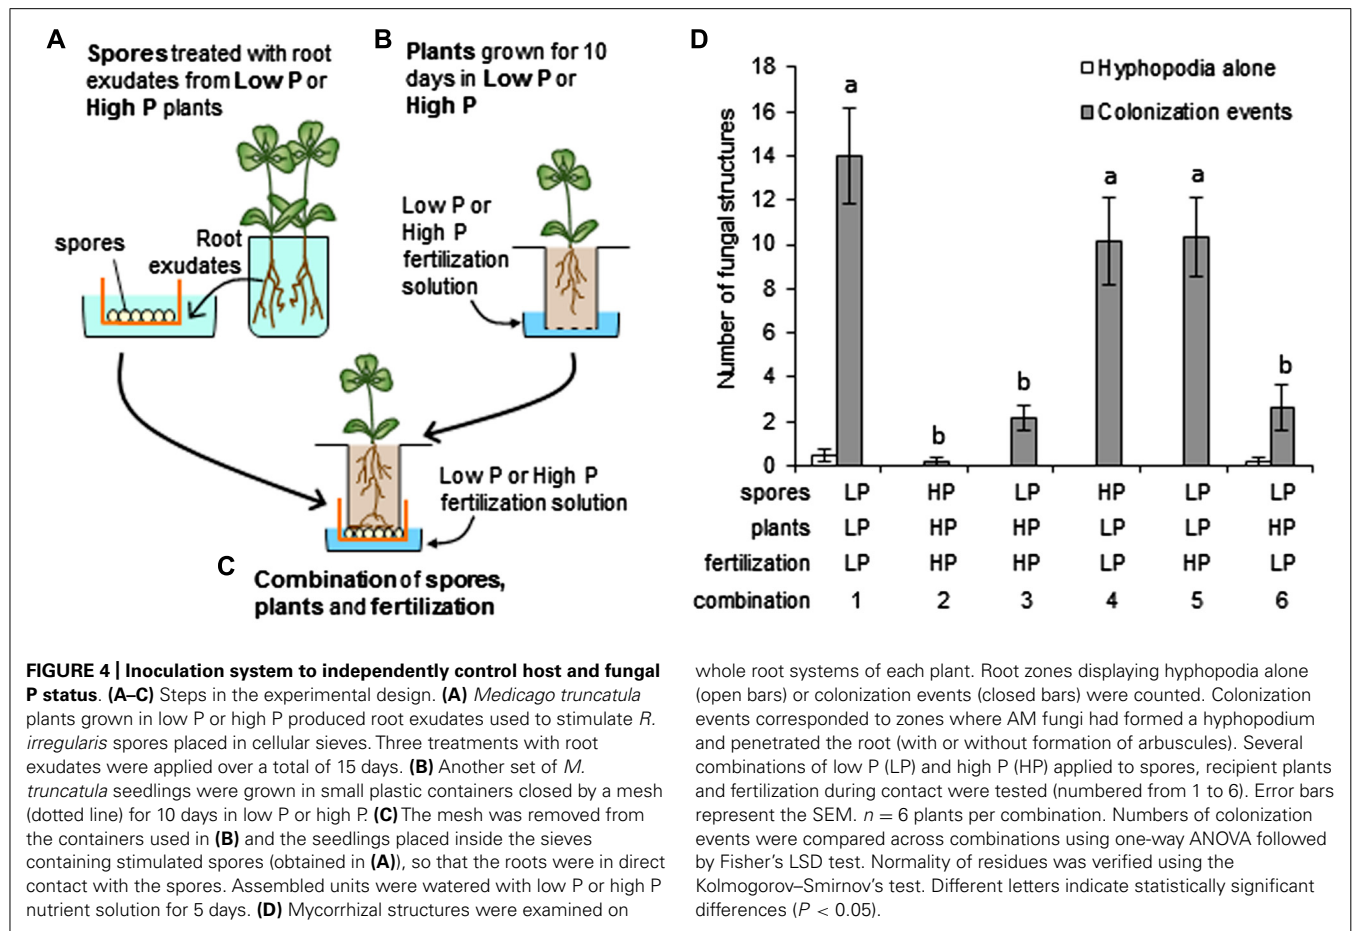 A
Spores treated with root
exudates from Low P or
High P plants
spores
Root
exudates
B
Plants grown for 10
days in Low P or
High P
Low P or
High P
fertilization
solution
Low P or High P
fertilization solution
C
Combination of spores,
plants and fertilization
D
Number of fungal structures
18
16
14
12
10
8
6
4
2
0
Hyphopodia alone
Colonization events
a
b
b
a
a
b
spores LP HP LP HP LP LP
plants LP HP HP LP LP HP
fertilization LP HP HP LP HP LP
combination 1 2 3 4 5 6
FIGURE 4 | Inoculation system to independently control host and fungal
P status. (A–C) Steps in the experimental design. (A) Medicago truncatula
plants grown in low P or high P produced root exudates used to stimulate R.
irregularis spores placed in cellular sieves. Three treatments with root
exudates were applied over a total of 15 days. (B) Another set of M.
truncatula seedlings were grown in small plastic containers closed by a mesh
(dotted line) for 10 days in low P or high P. (C) The mesh was removed from
the containers used in (B) and the seedlings placed inside the sieves
containing stimulated spores (obtained in (A)), so that the roots were in direct
contact with the spores. Assembled units were watered with low P or high P
nutrient solution for 5 days. (D) Mycorrhizal structures were examined on
whole root systems of each plant. Root zones displaying hyphopodia alone
(open bars) or colonization events (closed bars) were counted. Colonization
events corresponded to zones where AM fungi had formed a hyphopodium
and penetrated the root (with or without formation of arbuscules). Several
combinations of low P (LP) and high P (HP) applied to spores, recipient plants
and fertilization during contact were tested (numbered from 1 to 6). Error bars
represent the SEM. n = 6 plants per combination. Numbers of colonization
events were compared across combinations using one-way ANOVA followed
by Fisher's LSD test. Normality of residues was verified using the
Kolmogorov–Smirnov's test. Different letters indicate statistically significant
differences (P < 0.05).